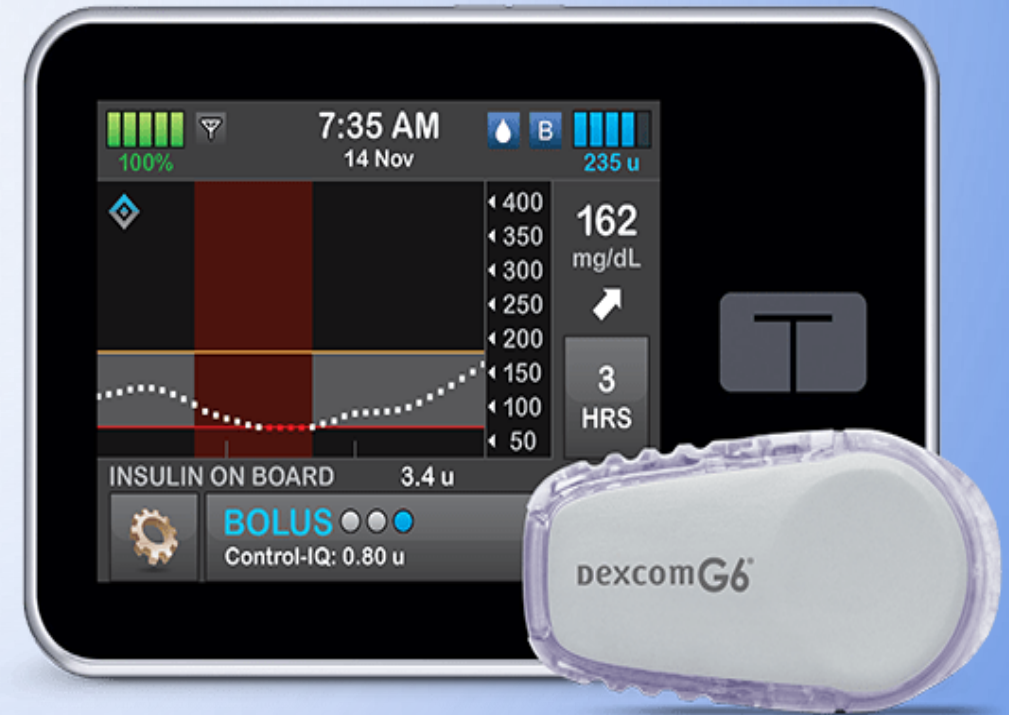 7:35 AM
B
100%
14 Nov
235 u
400
350
300
250
200
150
100
50
162
mg/dL
3
HRS
INSULIN ON BOARD 3.4 u
BOLUS
Control-IQ: 0.80 u
T
Dexcom G6®